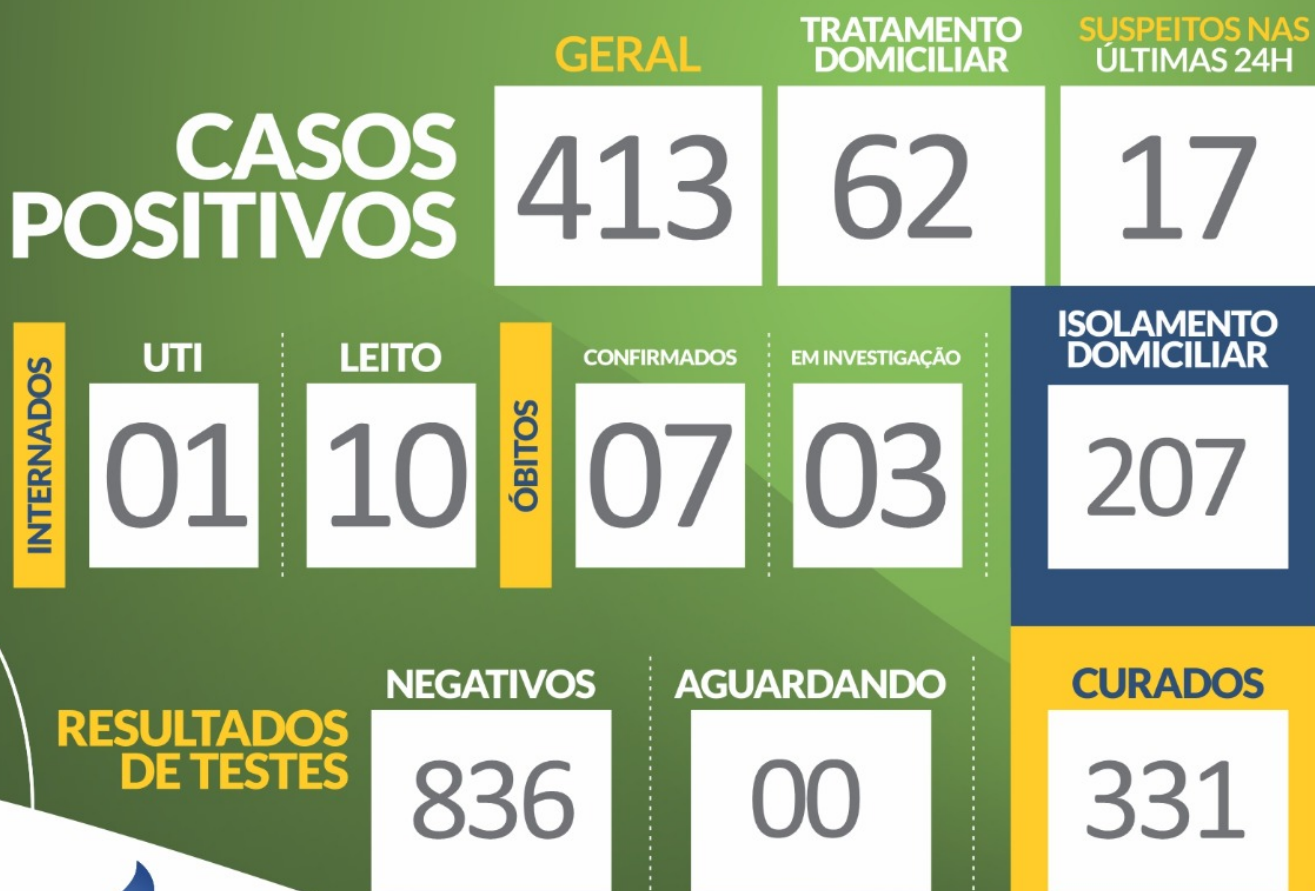 GERAL
TRATAMENTO
DOMICILIAR
SUSPEITOS NAS
ÚLTIMAS 24H
CASOS
POSITIVOS
413
62
17
INTERNADOS
UTI
01
LEITO
10
ÓBITOS
CONFIRMADOS
07
EM INVESTIGAÇÃO
03
ISOLAMENTO
DOMICILIAR
207
RESULTADOS
DE TESTES
NEGATIVOS
836
AGUARDANDO
00
CURADOS
331